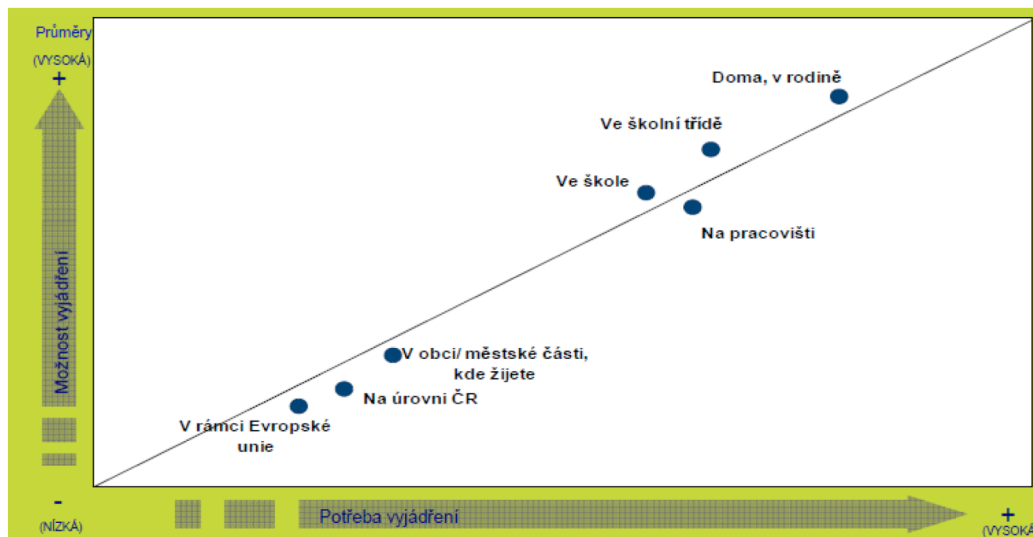 Průměry
(VYSOKÁ)
+
Doma, v rodině
Ve školní třídě
Ve škole
Na pracovišti
Možnost vyjádření
V obci/ městské části,
kde žijete
Na úrovni ČR
V rámci Evropské
unie
-
(NÍZKÁ)
Potřeba vyjádření
+
(VYSOKÁ)